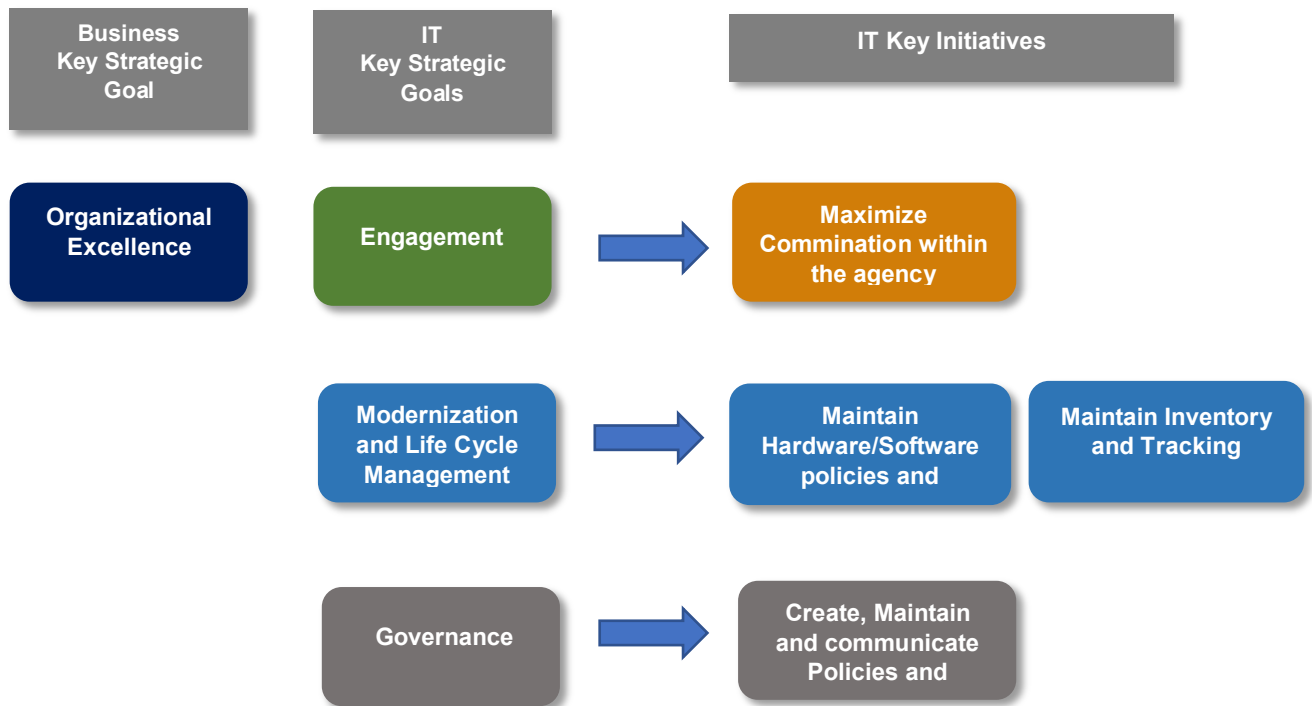 Business
Key Strategic
Goal
IT
Key Strategic
Goals
IT Key Initiatives
Organizational
Excellence
Engagement
Maximize
Commination within
the agency
Modernization
and Life Cycle
Management
Maintain
Hardware/Software
policies and
Maintain Inventory
and Tracking
Governance
Create, Maintain
and communicate
Policies and